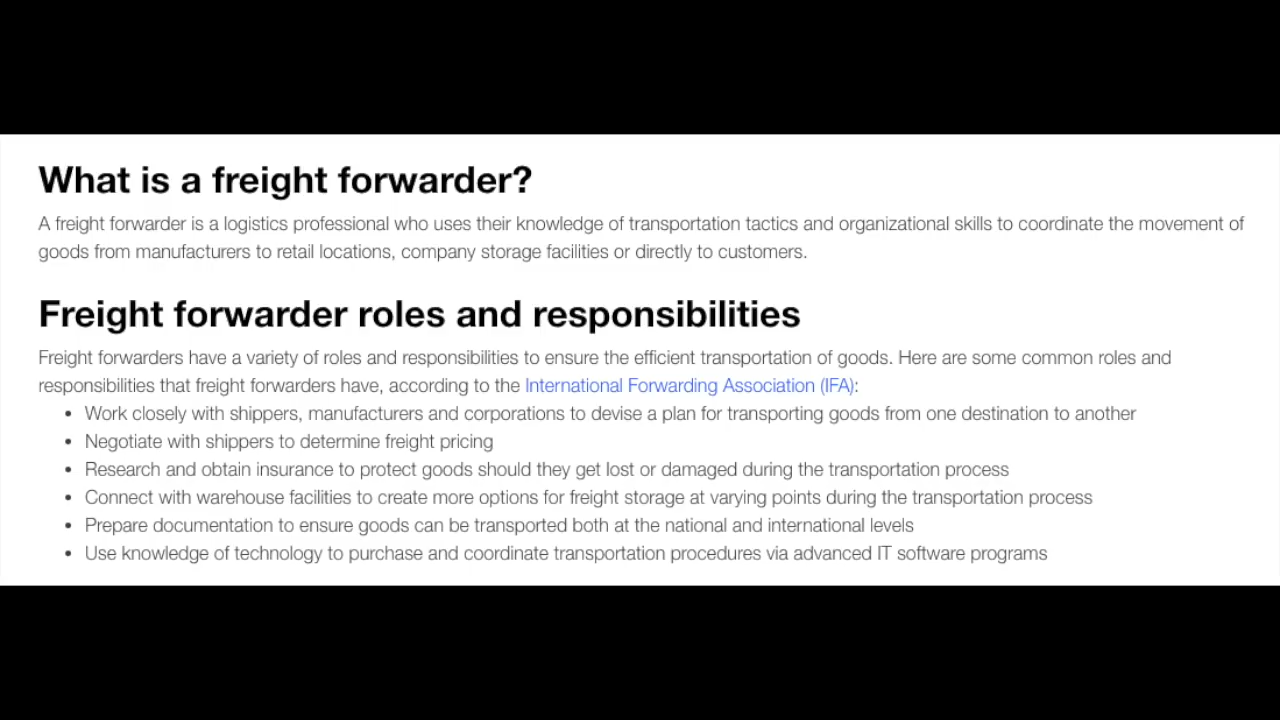 What is a freight forwarder?
A freight forwarder is a logistics professional who uses their knowledge of transportation tactics and organizational skills to coordinate the movement of
goods from manufacturers to retail locations, company storage facilities or directly to customers.
Freight forwarder roles and responsibilities
Freight forwarders have a variety of roles and responsibilities to ensure the efficient transportation of goods. Here are some common roles and
responsibilities that freight forwarders have, according to the International Forwarding Association (IFA):
• Work closely with shippers, manufacturers and corporations to devise a plan for transporting goods from one destination to another
• Negotiate with shippers to determine freight pricing
• Research and obtain insurance to protect goods should they get lost or damaged during the transportation process
• Connect with warehouse facilities to create more options for freight storage at varying points during the transportation process
• Prepare documentation to ensure goods can be transported both at the national and international levels
• Use knowledge of technology to purchase and coordinate transportation procedures via advanced IT software programs